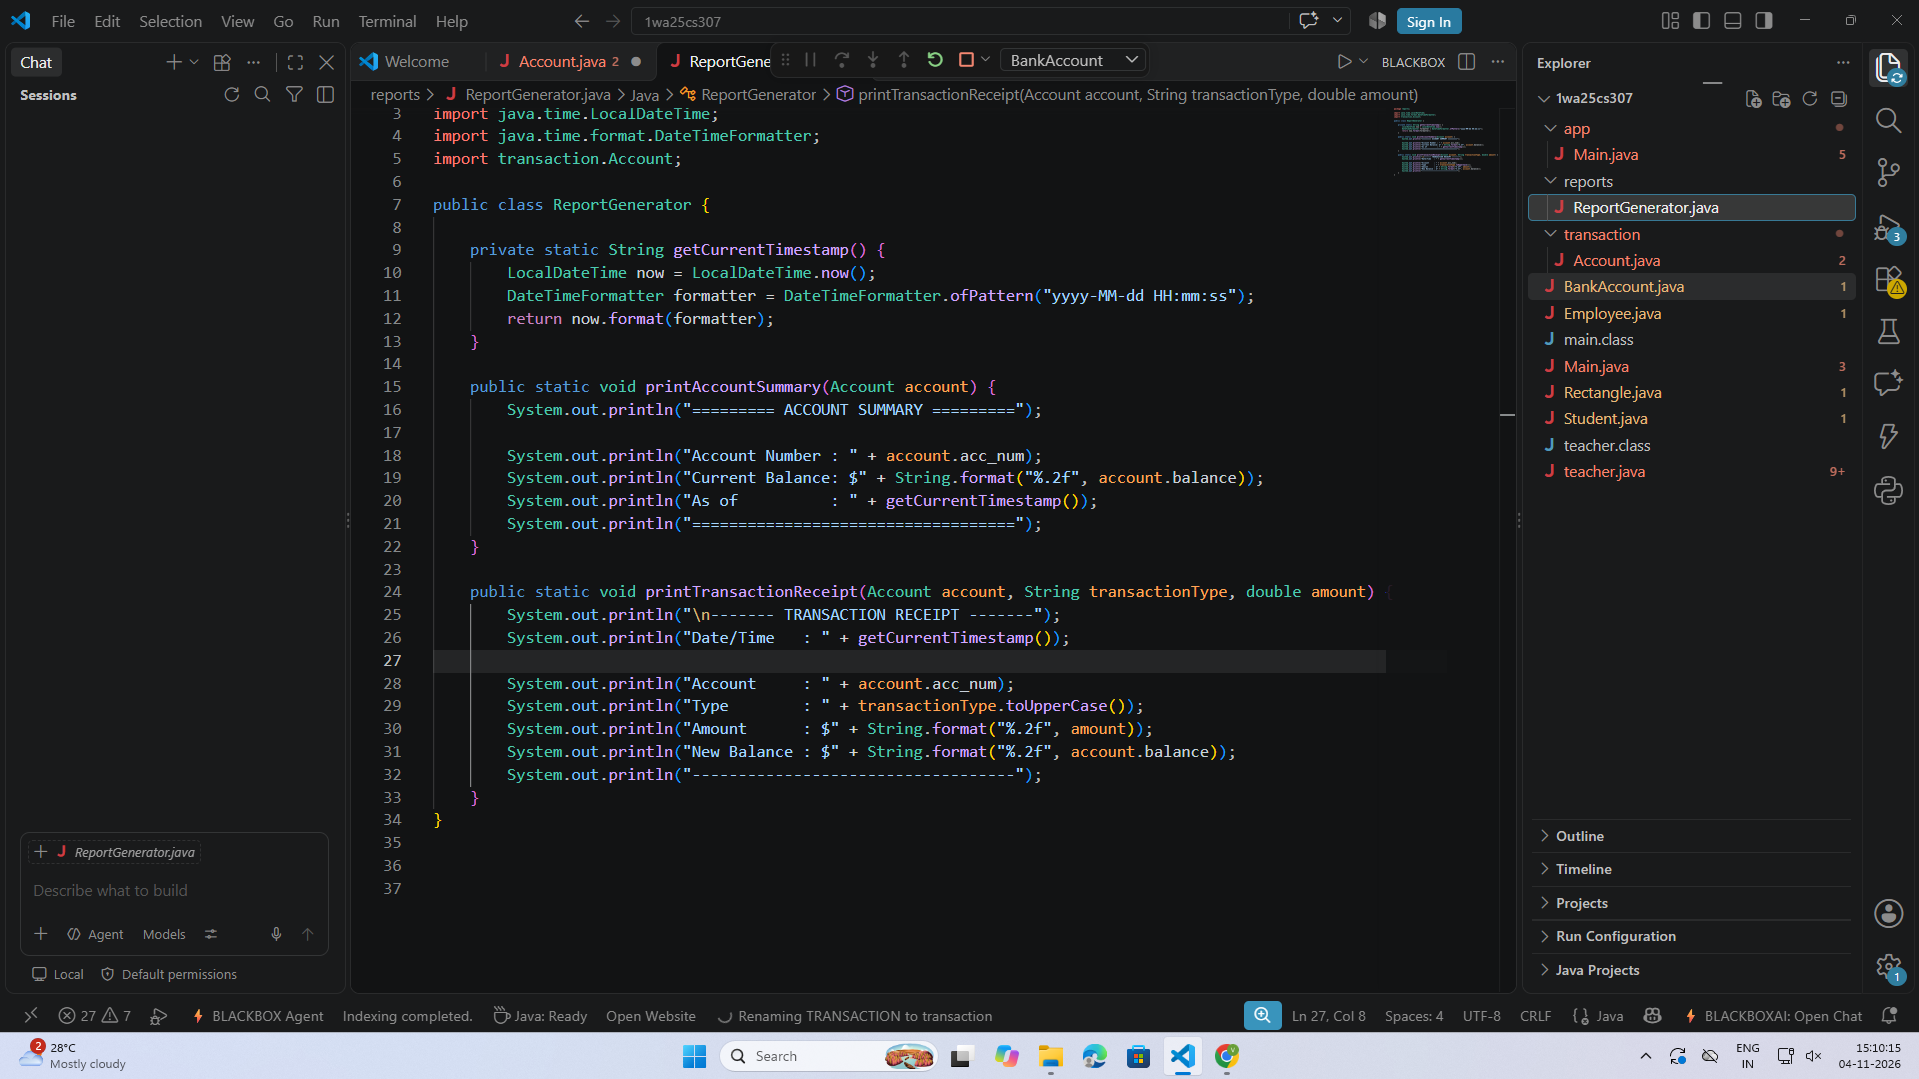 File Edit Selection View Go Run Terminal Help
1wa25cs307
Sign In
Chat
Sessions
Welcome
Account.java 2
ReportGene
BankAccount
BLACKBOX
reports > ReportGenerator.java > Java > ReportGenerator > printTransactionReceipt(Account account, String transactionType, double amount)
3 import java.time.LocalDateTime;
4 import java.time.format.DateTimeFormatter;
5 import transaction.Account;
6
7 public class ReportGenerator {
8
9 private static String getCurrentTimestamp() {
10 LocalDateTime now = LocalDateTime.now();
11 DateTimeFormatter formatter = DateTimeFormatter.ofPattern("yyyy-MM-dd HH:mm:ss");
12 return now.format(formatter);
13 }
14
15 public static void printAccountSummary(Account account) {
16 System.out.println("========= ACCOUNT SUMMARY =========");
17
18 System.out.println("Account Number : " + account.acc_num);
19 System.out.println("Current Balance: $" + String.format("%.2f", account.balance));
20 System.out.println("As of          : " + getCurrentTimestamp());
21 System.out.println("===================================");
22 }
23
24 public static void printTransactionReceipt(Account account, String transactionType, double amount) {
25 System.out.println("\n------- TRANSACTION RECEIPT -------");
26 System.out.println("Date/Time   : " + getCurrentTimestamp());
27
28 System.out.println("Account     : " + account.acc_num);
29 System.out.println("Type        : " + transactionType.toUpperCase());
30 System.out.println("Amount      : $" + String.format("%.2f", amount));
31 System.out.println("New Balance : $" + String.format("%.2f", account.balance));
32 System.out.println("-----------------------------------");
33 }
34 }
35
36
37
ReportGenerator.java
Describe what to build
Agent Models
Local Default permissions
Explorer
1wa25cs307
app
Main.java 5
reports
ReportGenerator.java
transaction
Account.java 2
BankAccount.java 1
Employee.java 1
main.class
Main.java 3
Rectangle.java 1
Student.java 1
teacher.class
teacher.java 9+
Outline
Timeline
Projects
Run Configuration
Java Projects
3
1
27 7 BLACKBOX Agent Indexing completed. Java: Ready Open Website Renaming TRANSACTION to transaction
Ln 27, Col 8 Spaces: 4 UTF-8 CRLF Java BLACKBOXAI: Open Chat
2
28°C
Mostly cloudy
Search
ENG
IN
15:10:15
04-11-2026